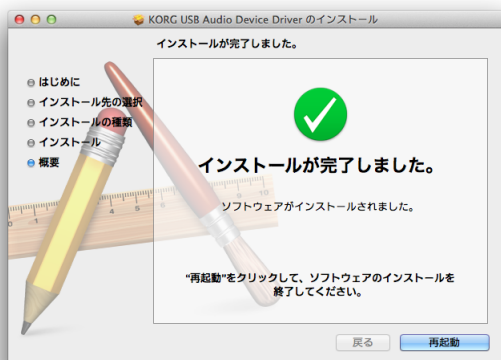 KORG USB Audio Device Driver のインストール
インストールが完了しました。
はじめに
インストール先の選択
インストールの種類
インストール
概要
インストールが完了しました。
ソフトウェアがインストールされました。
“再起動”をクリックして、ソフトウェアのインストールを
終了してください。
戻る
再起動